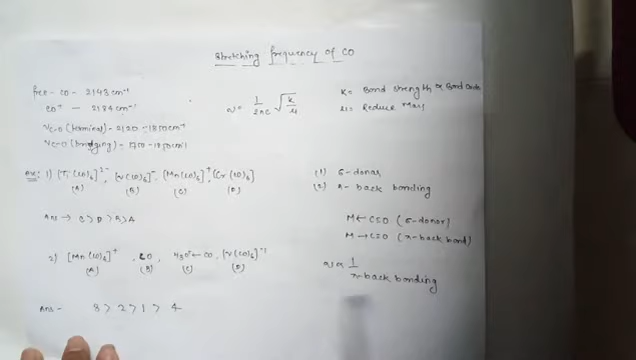 Stretching frequency of CO
free - CO - 2143 cm⁻¹
CO⁺ - 2184 cm⁻¹
ν = 1/2πc √k/μ
K = Bond strength α Bond
μ = Reduce Mass
νC-O (terminal) - 2120 - 1850 cm⁻¹
νC-O (bridging) - 1750 - 1850 cm⁻¹
1) [Ti(CO)₆]²⁻, [V(CO)₆]⁻, [Mn(CO)₆]⁺, [Cr(CO)₆]
(A) (B) (C) (D)
(1) σ-donor
(2) π-back bonding
Ans → C > D > B > A
M ← C≡O (σ-donor)
M → C≡O (π-back bond)
2) [Mn(CO)₆]⁺, CO, ← CO, [V(CO)₆]⁻¹
(A) (B) (C) (D)
ν α 1/π-back bonding
Ans - 3 > 2 > 1 > 4